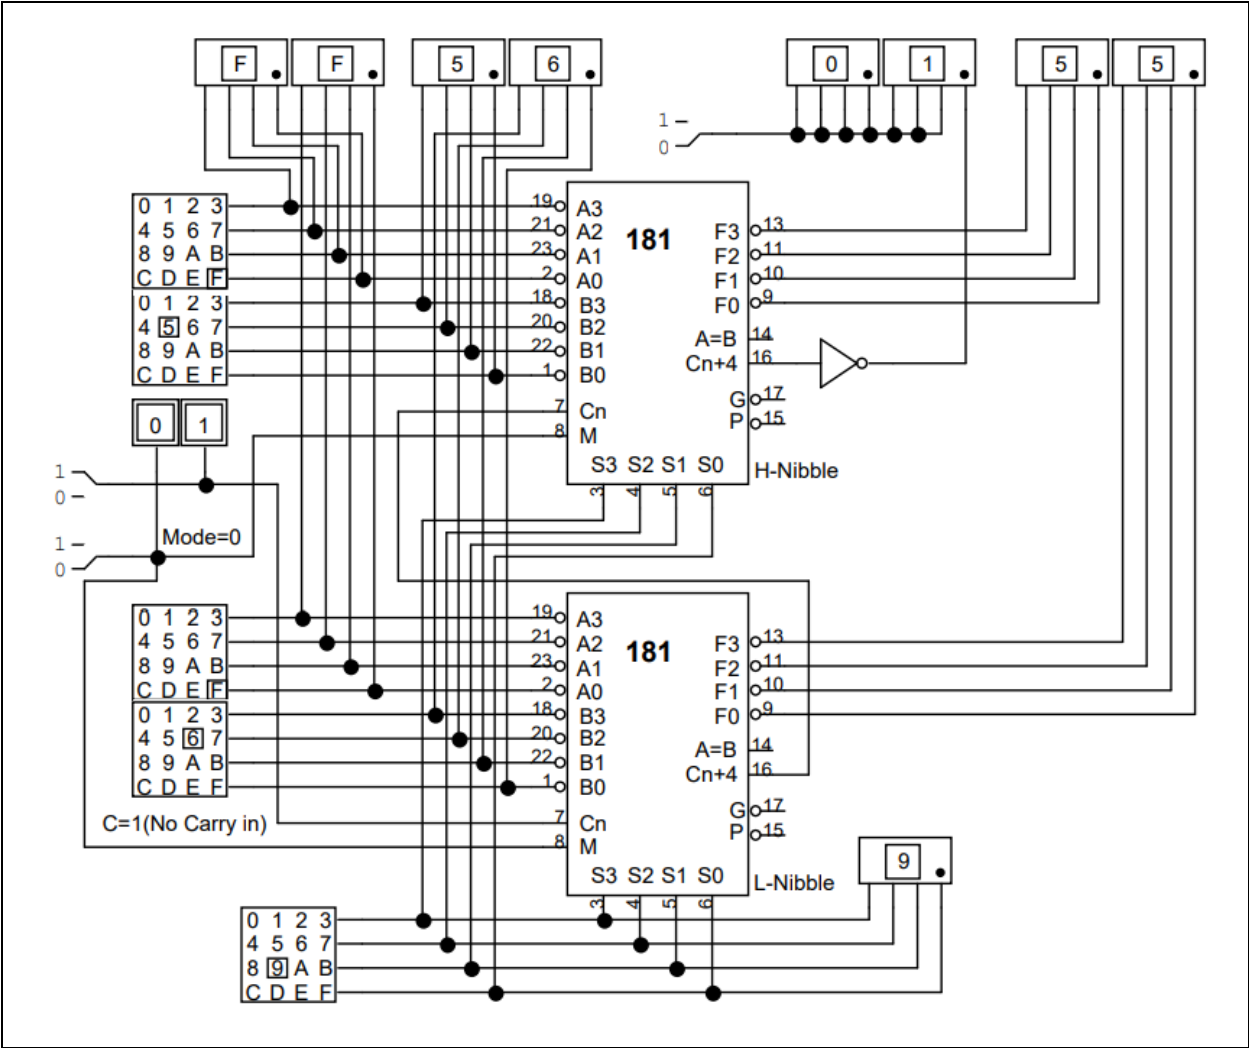 F F 5 6 0 1 5 5
1
0
0 1 2 3
4 5 6 7
8 9 A B
C D E F
0 1 2 3
4 5 6 7
8 9 A B
C D E F
19 A3
21 A2
23 A1
2 A0
18 B3
20 B2
22 B1
1 B0
7 Cn
8 M
181
F3 13
F2 11
F1 10
F0 9
A=B 14
Cn+4 16
G 17
P 15
S3 S2 S1 S0
3 4 5 6
H-Nibble
0 1
1
0
Mode=0
1
0
0 1 2 3
4 5 6 7
8 9 A B
C D E F
0 1 2 3
4 5 6 7
8 9 A B
C D E F
C=1(No Carry in)
19 A3
21 A2
23 A1
2 A0
18 B3
20 B2
22 B1
1 B0
7 Cn
8 M
181
F3 13
F2 11
F1 10
F0 9
A=B 14
Cn+4 16
G 17
P 15
S3 S2 S1 S0
3 4 5 6
L-Nibble
9
0 1 2 3
4 5 6 7
8 9 A B
C D E F